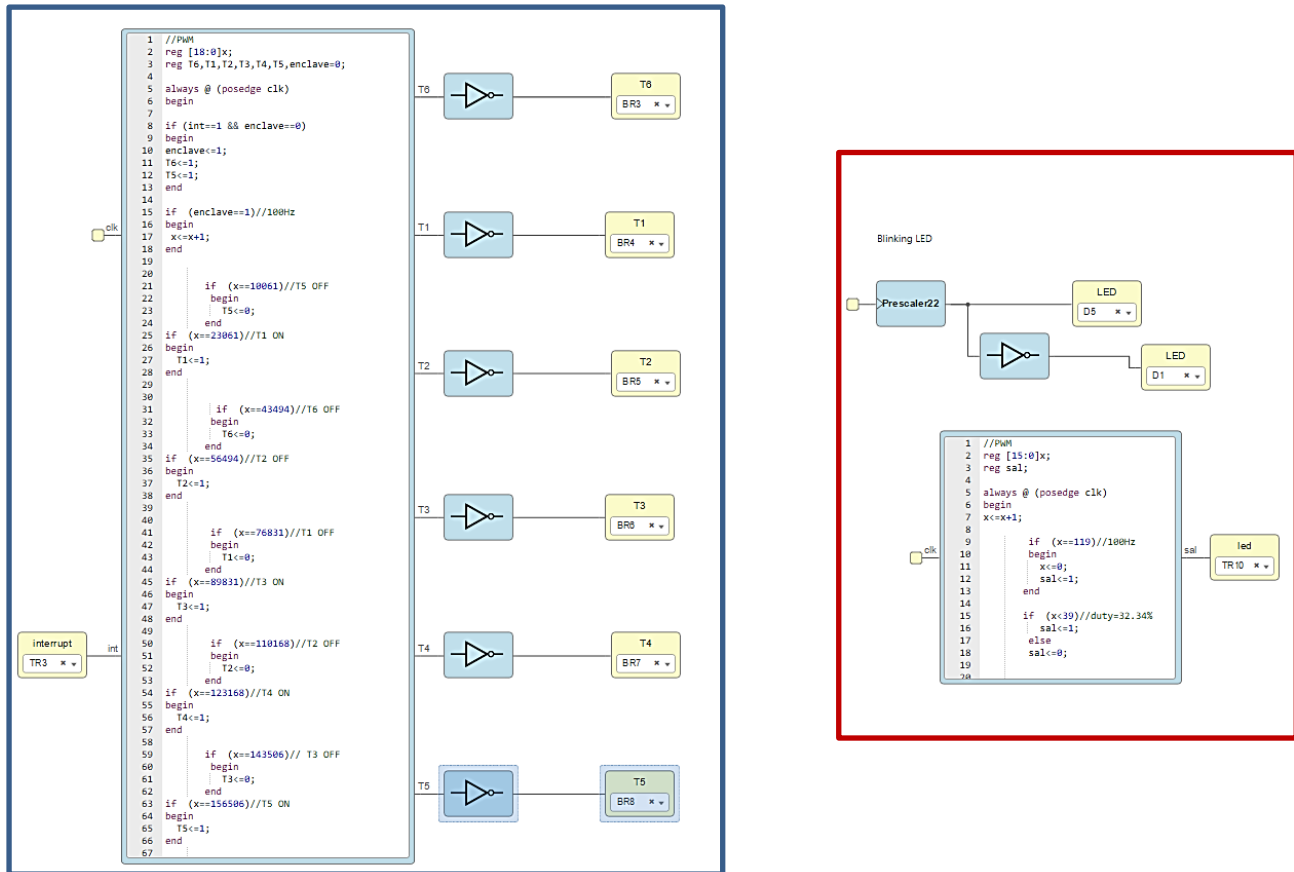 1 //PWM
2 reg [18:0]x;
3 reg T6,T1,T2,T3,T4,T5,enclave=0;
4
5 always @ (posedge clk)
6 begin
7
8 if (int==1 && enclave==0)
9 begin
10 enclave<=1;
11 T6<=1;
12 T5<=1;
13 end
14
15 if (enclave==1)//100Hz
16 begin
17 x<=x+1;
18 end
19
20
21 if (x==10061)//T5 OFF
22 begin
23 T5<=0;
24 end
25 if (x==23061)//T1 ON
26 begin
27 T1<=1;
28 end
29
30
31 if (x==43494)//T6 OFF
32 begin
33 T6<=0;
34 end
35 if (x==56494)//T2 OFF
36 begin
37 T2<=1;
38 end
39
40
41 if (x==76831)//T1 OFF
42 begin
43 T1<=0;
44 end
45 if (x==89831)//T3 ON
46 begin
47 T3<=1;
48 end
49
50 if (x==110168)//T2 OFF
51 begin
52 T2<=0;
53 end
54 if (x==123168)//T4 ON
55 begin
56 T4<=1;
57 end
58
59 if (x==143506)// T3 OFF
60 begin
61 T3<=0;
62 end
63 if (x==156506)//T5 ON
64 begin
65 T5<=1;
66 end
67
clk
interrupt
TR3
int
T6
T6
BR3
T1
T1
BR4
T2
T2
BR5
T3
T3
BR6
T4
T4
BR7
T5
T5
BR8
Blinking LED
Prescaler22
LED
D5
LED
D1
1 //PWM
2 reg [15:0]x;
3 reg sal;
4
5 always @ (posedge clk)
6 begin
7 x<=x+1;
8
9 if (x==119)//100Hz
10 begin
11 x<=0;
12 sal<=1;
13 end
14
15 if (x<39)//duty=32.34%
16 sal<=1;
17 else
18 sal<=0;
19
20
clk
sal
led
TR10